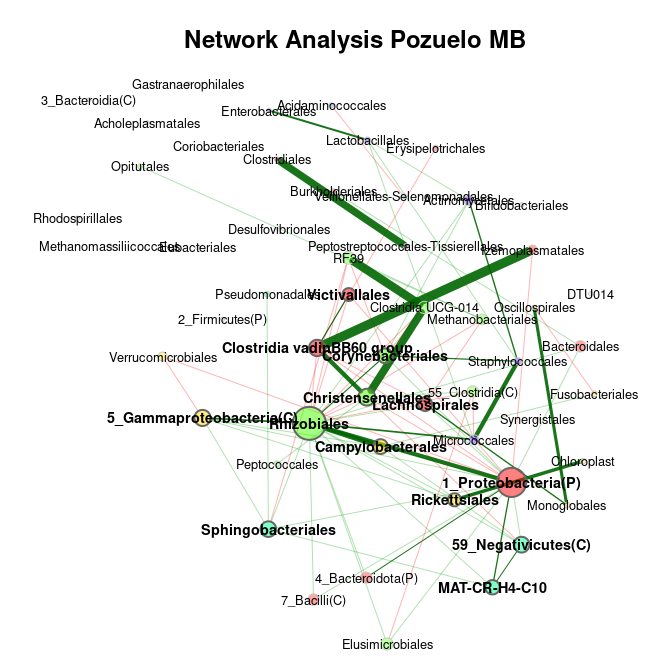 Network Analysis Pozuelo MB
Gastranaerophilales
3_Bacteroidia(C)
Acidaminococcales
Enterobacterales
Acholeplasmatales
Lactobacillales
Coriobacteriales
Erysipelotrichales
Clostridiales
Opitutales
Burkholderiales
Veillonellales-Selenomonadales
Actinomycetales
Bifidobacteriales
Rhodospirillales
Desulfovibrionales
Methanomassiliicoccales
Eubacteriales
Peptostreptococcales-Tissierellales
Izemoplasmatales
RF39
Pseudomonadales
Victivallales
DTU014
Clostridia UCG-014
Oscillospirales
2_Firmicutes(P)
Methanobacteriales
Clostridia vadinBB60 group
Bacteroidales
Verrucomicrobiales
Corynebacteriales
Staphylococcales
55_Clostridia(C)
Fusobacteriales
Christensenellales
Lachnospirales
5_Gammaproteobacteria(C)
Rhizobiales
Synergistales
Micrococcales
Campylobacterales
Peptococcales
Chloroplast
1_Proteobacteria(P)
Rickettsiales
Monoglobales
Sphingobacteriales
59_Negativicutes(C)
4_Bacteroidota(P)
MAT-CR-H4-C10
7_Bacilli(C)
Elusimicrobiales